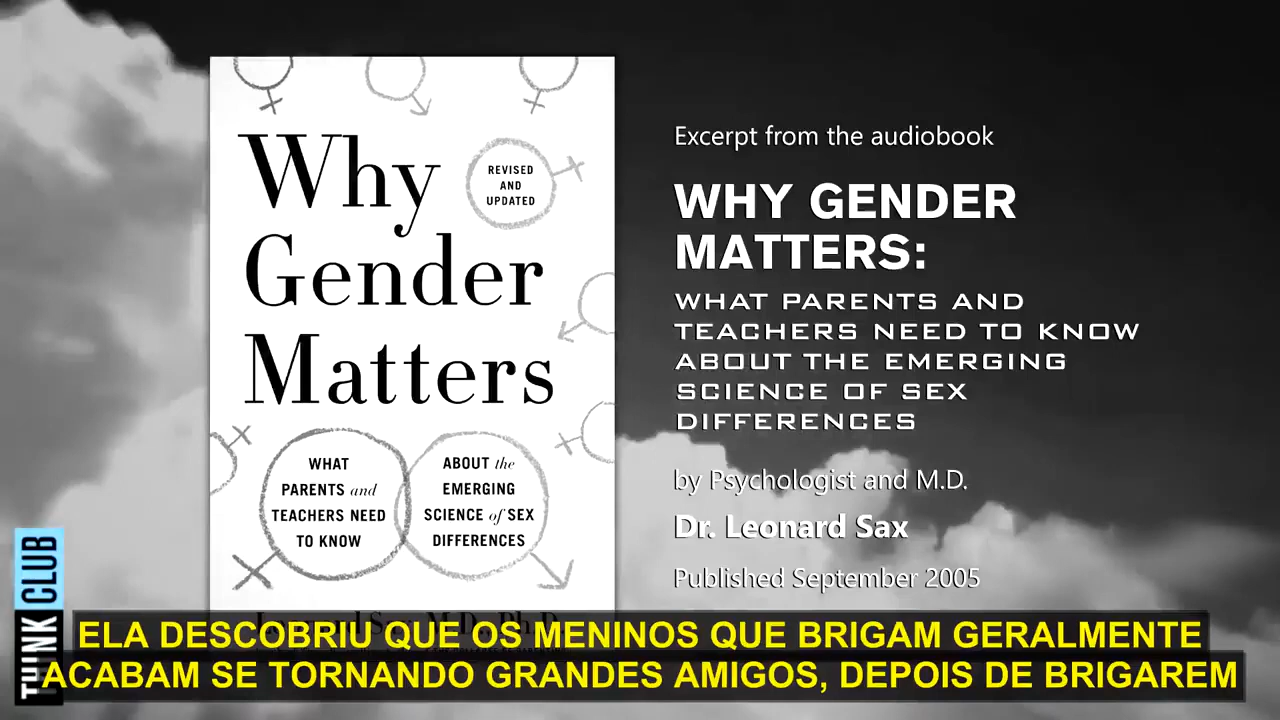 Why
Gender
Matters
REVISED
AND
UPDATED
WHAT
PARENTS and
TEACHERS NEED
TO KNOW
ABOUT the
EMERGING
SCIENCE of SEX
DIFFERENCES
Excerpt from the audiobook
WHY GENDER
MATTERS:
WHAT PARENTS AND
TEACHERS NEED TO KNOW
ABOUT THE EMERGING
SCIENCE OF SEX
DIFFERENCES
by Psychologist and M.D.
Dr. Leonard Sax
Published September 2005
THINK CLUB
ELA DESCOBRIU QUE OS MENINOS QUE BRIGAM GERALMENTE
ACABAM SE TORNANDO GRANDES AMIGOS, DEPOIS DE BRIGAREM